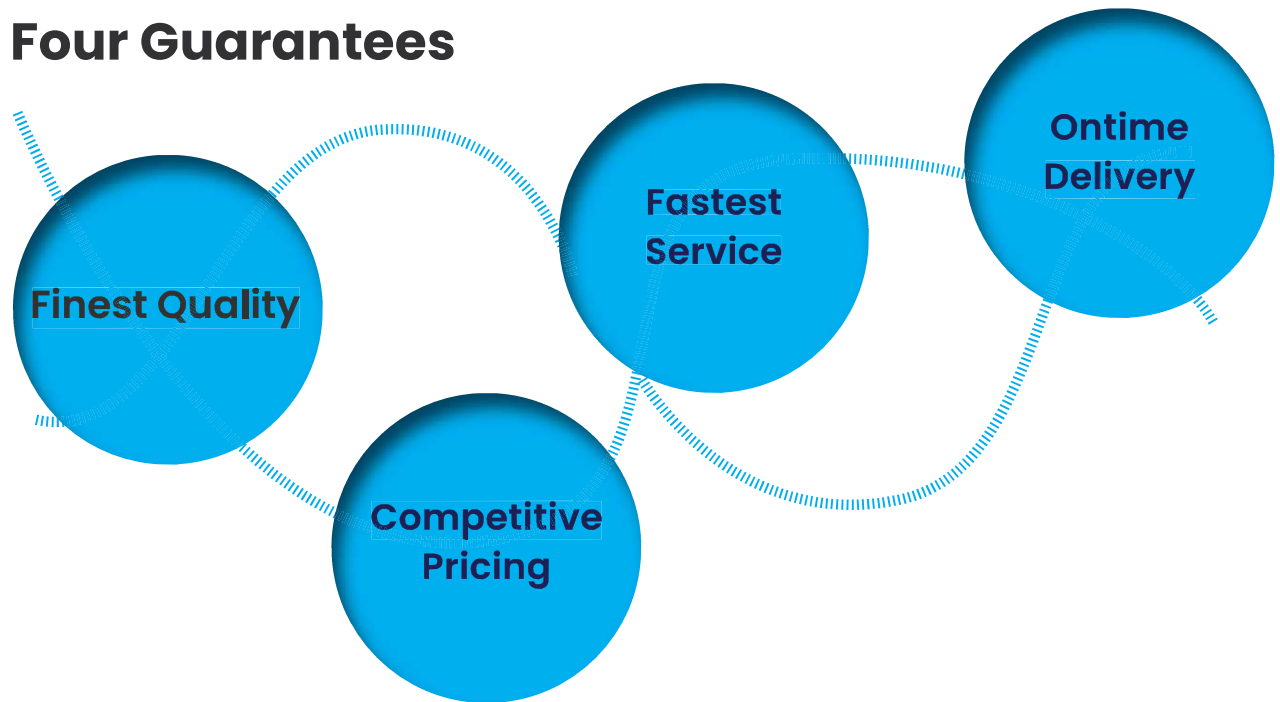 Four Guarantees
Finest Quality
Competitive
Pricing
Fastest
Service
Ontime
Delivery